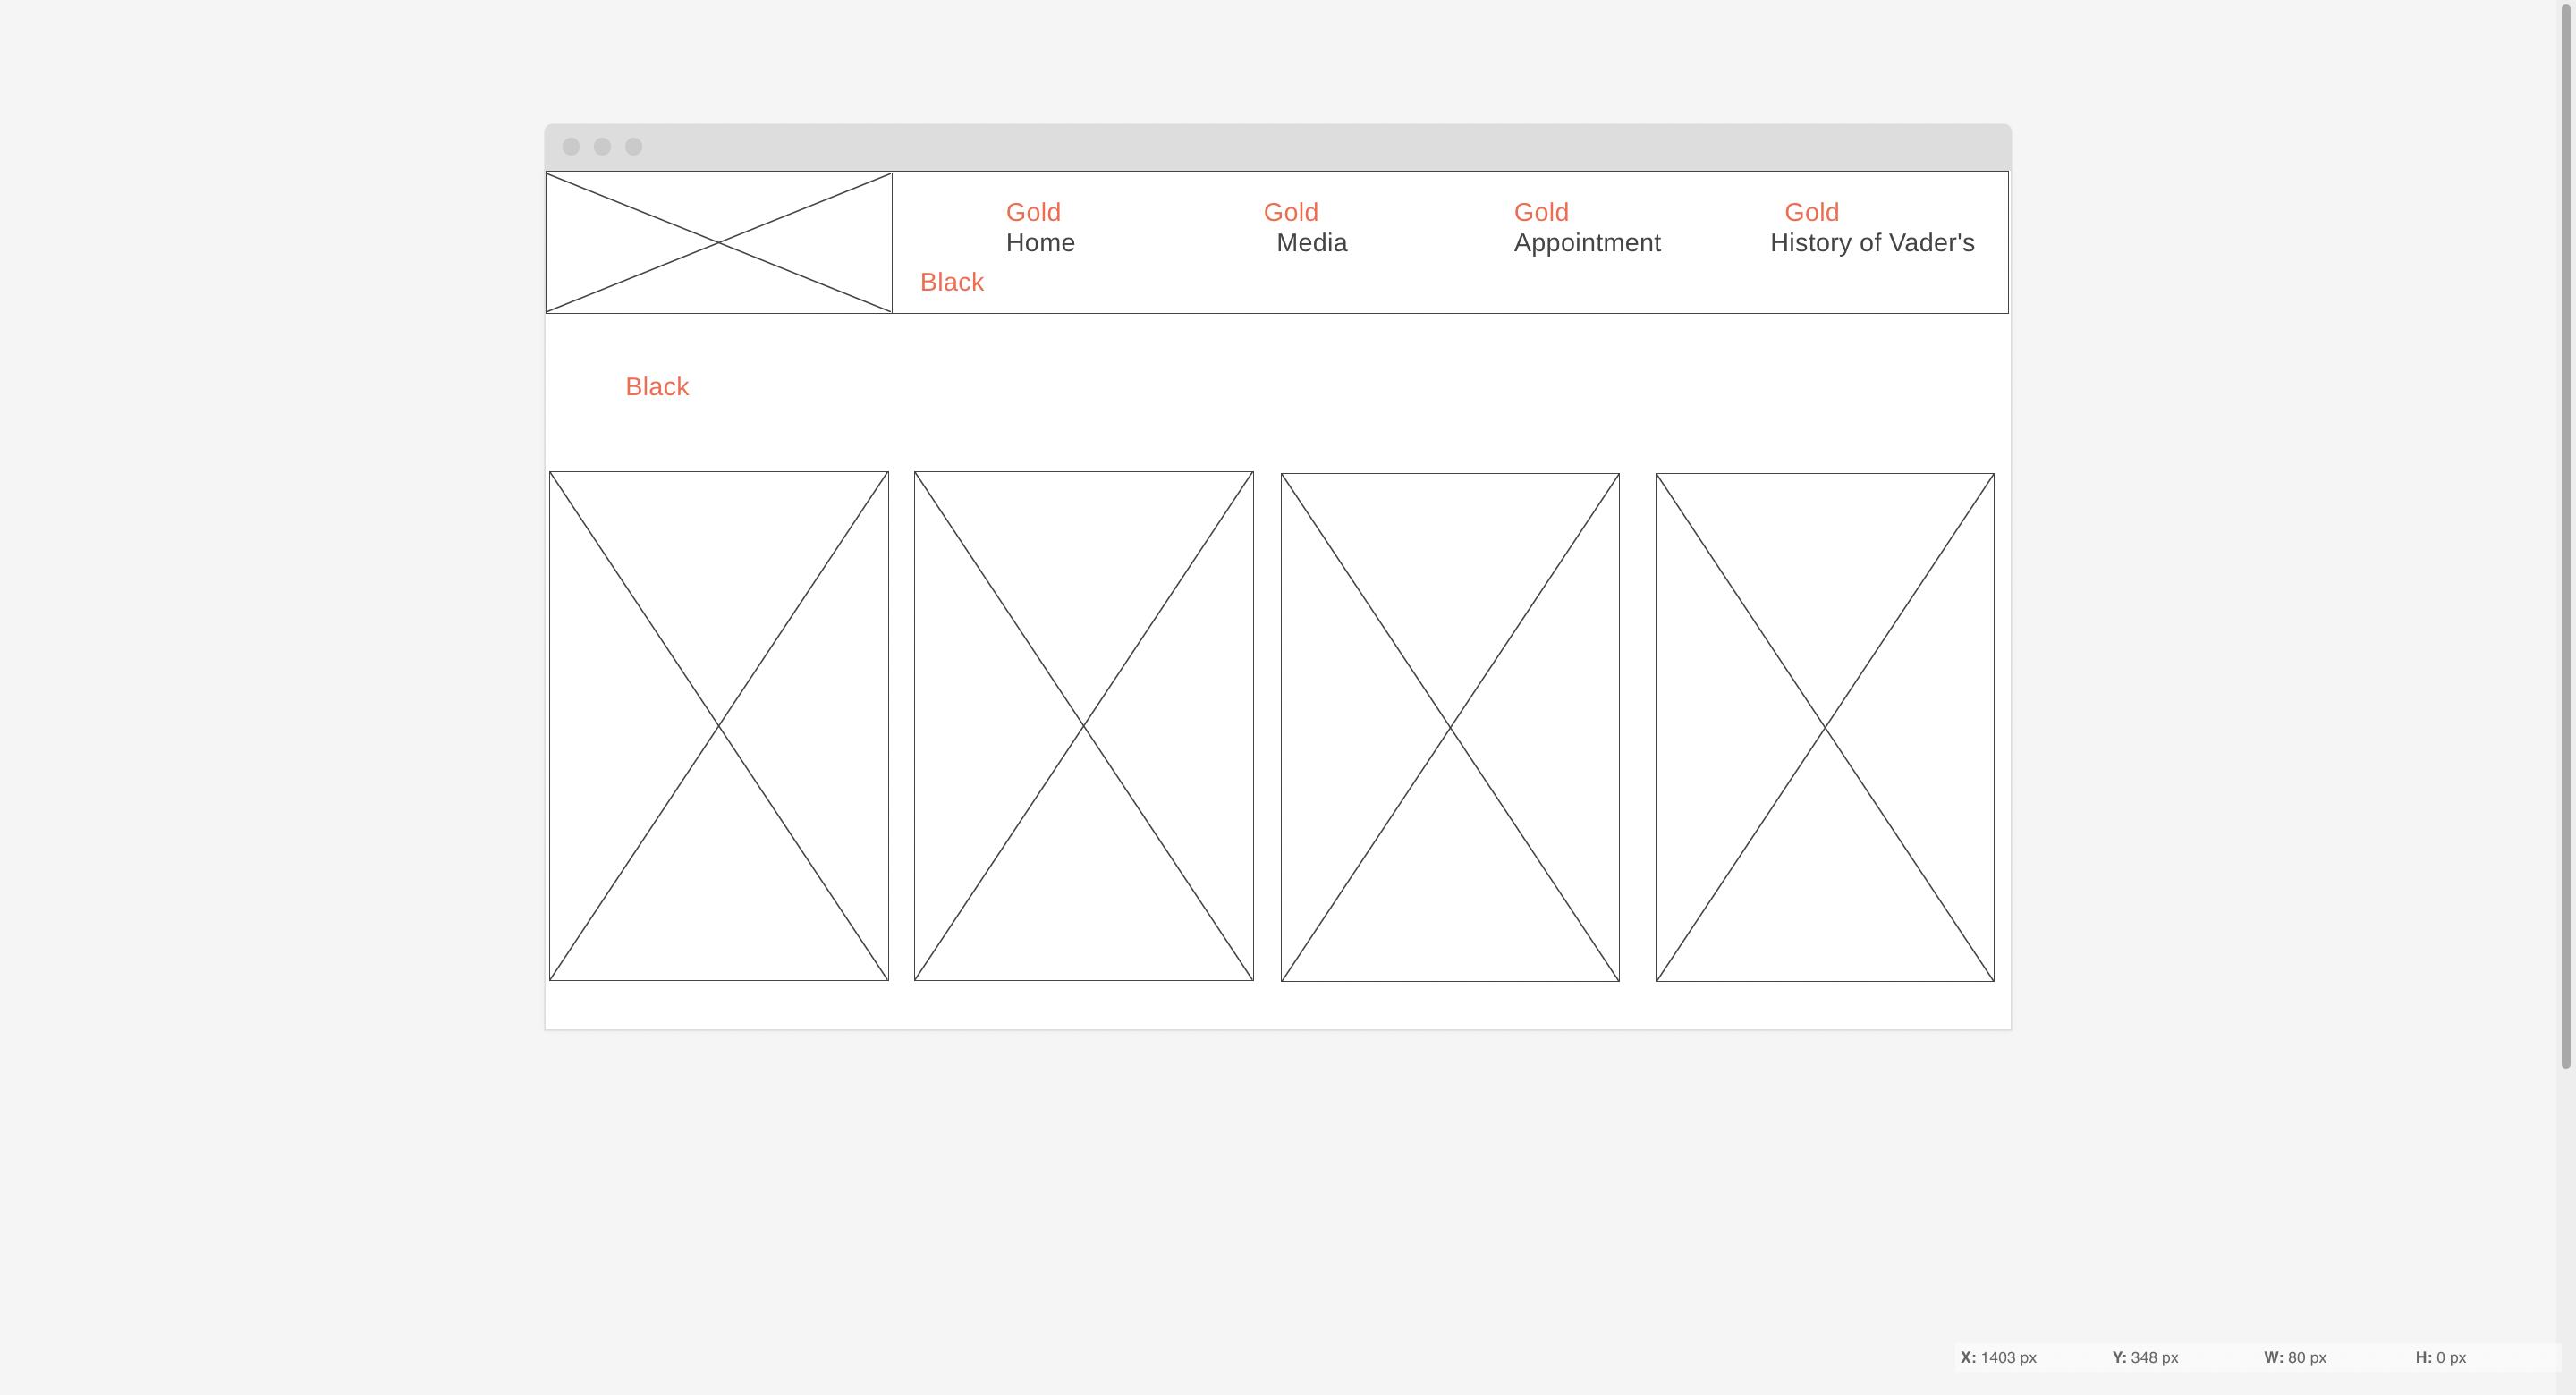 Gold Gold Gold Gold
Home Media Appointment History of Vader's
Black
Black
X: 1403 px Y: 348 px W: 80 px H: 0 px